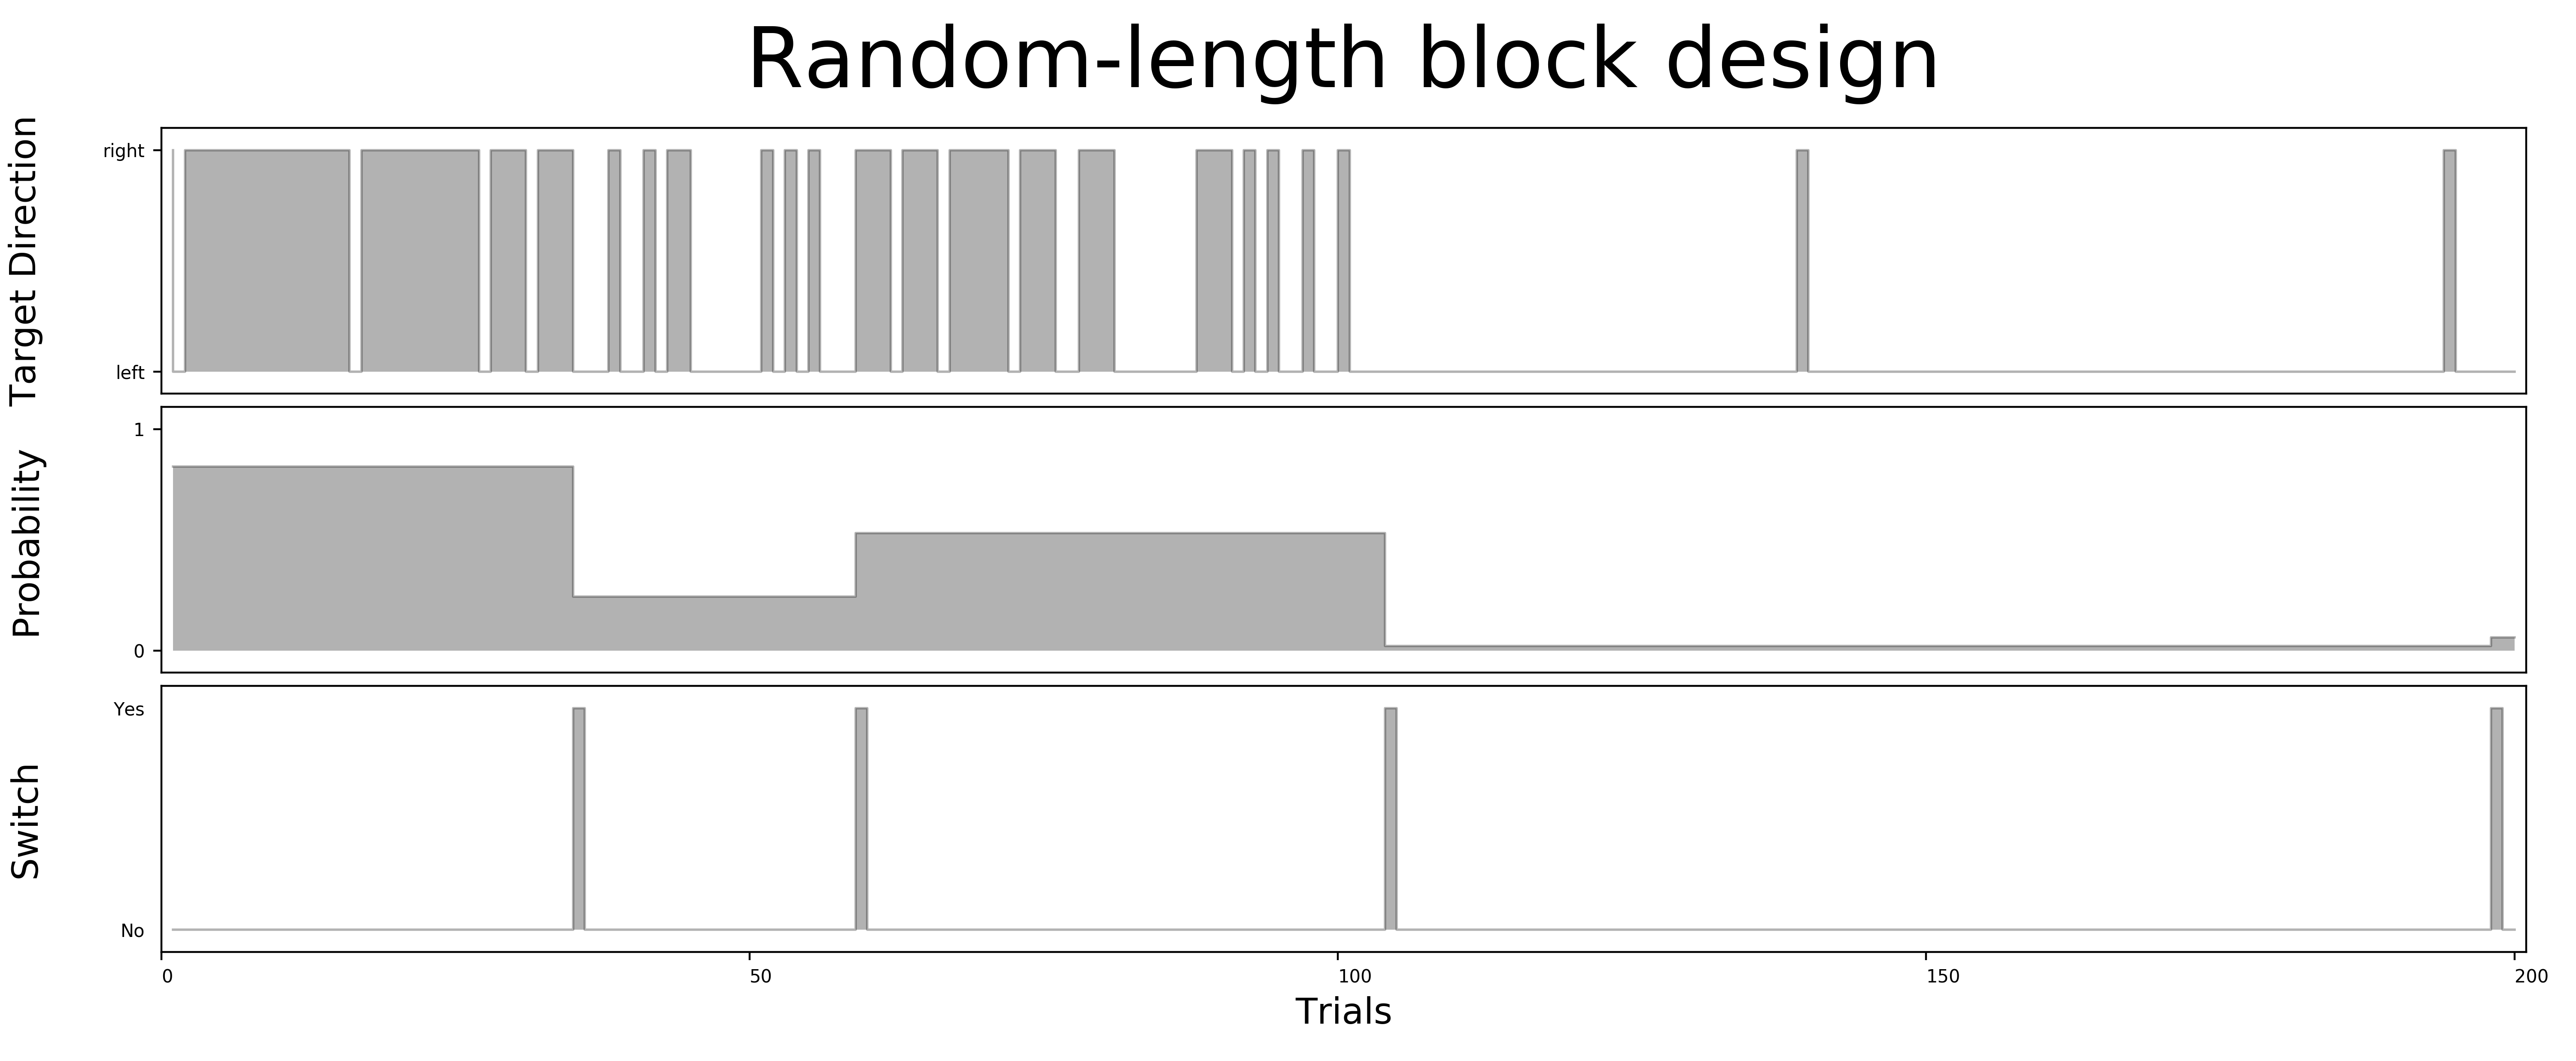 Random-length block design
Target Direction
right
left
Probability
1
0
Switch
Yes
No
0 50 100 150 200
Trials